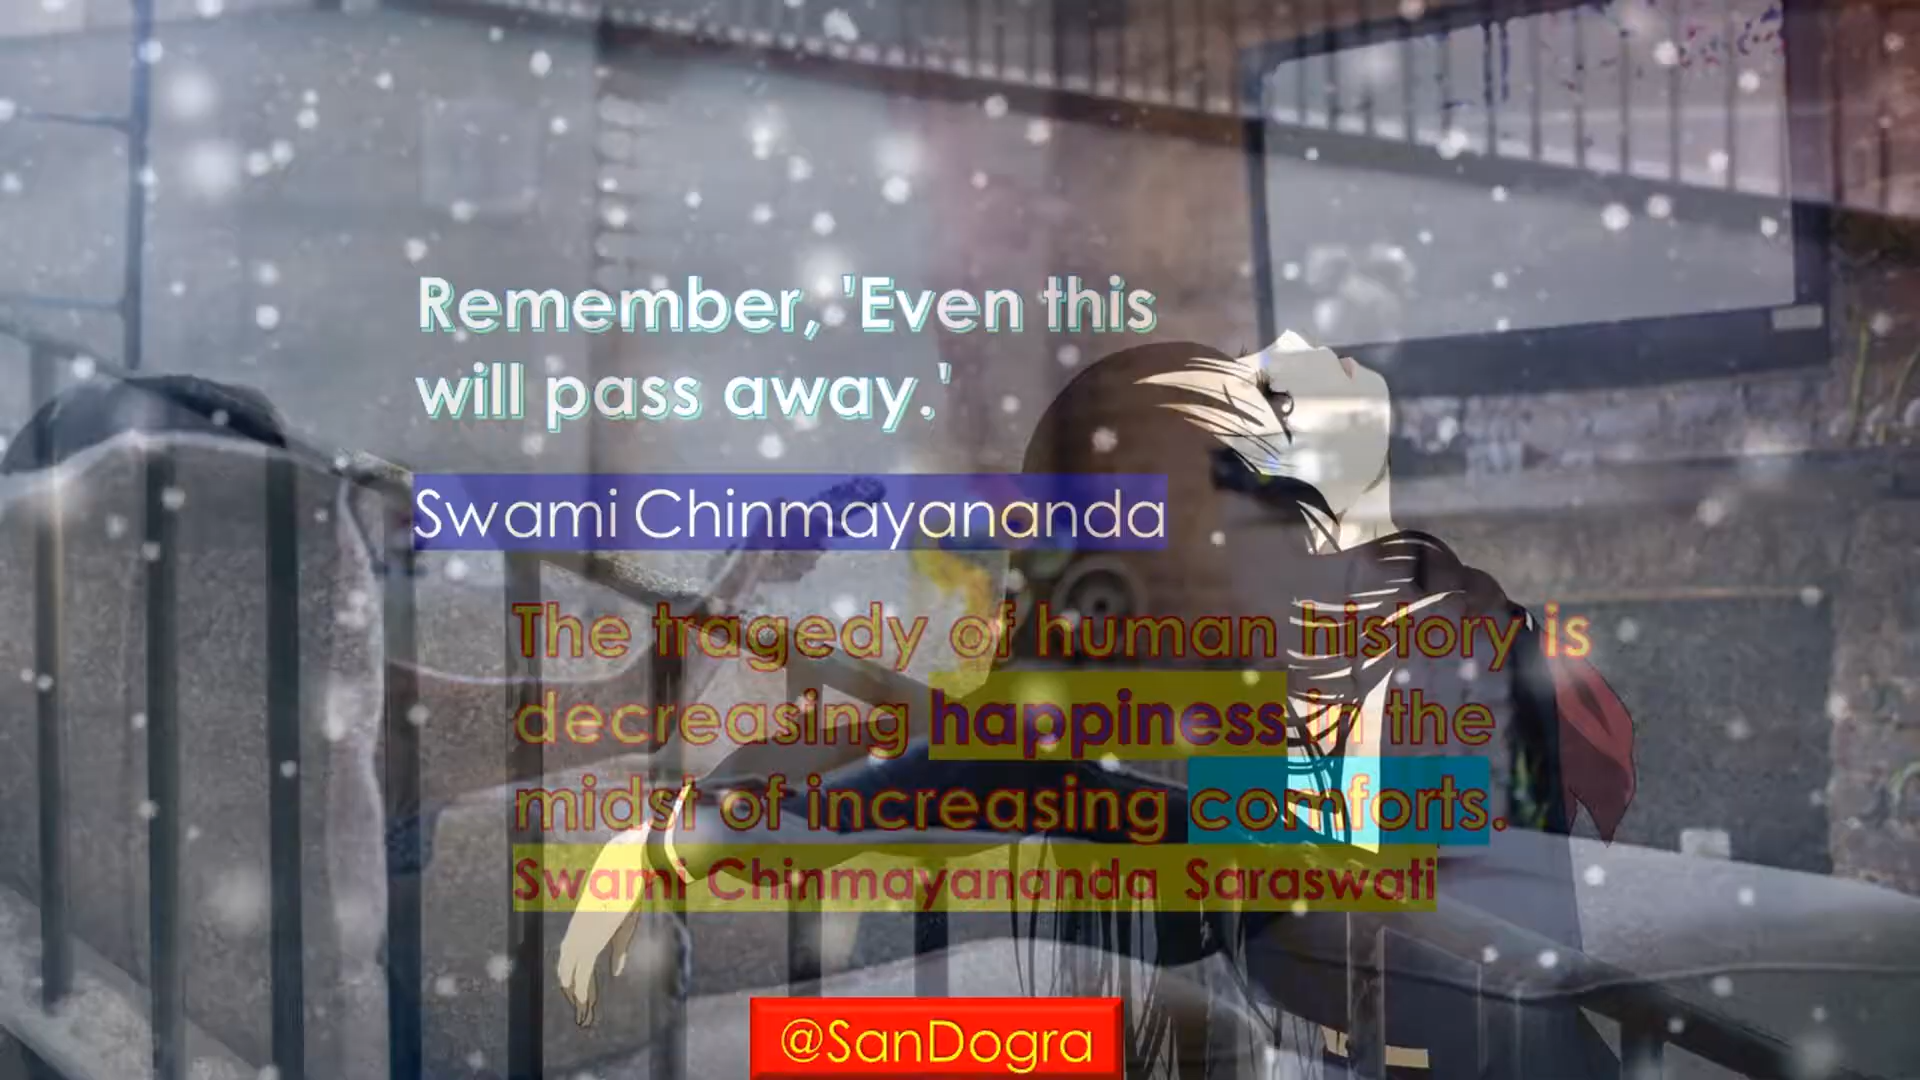 Remember, 'Even this
will pass away.'
Swami Chinmayananda
The tragedy of human history is
decreasing happiness in the
midst of increasing comforts.
Swami Chinmayananda Saraswati
@SanDogra